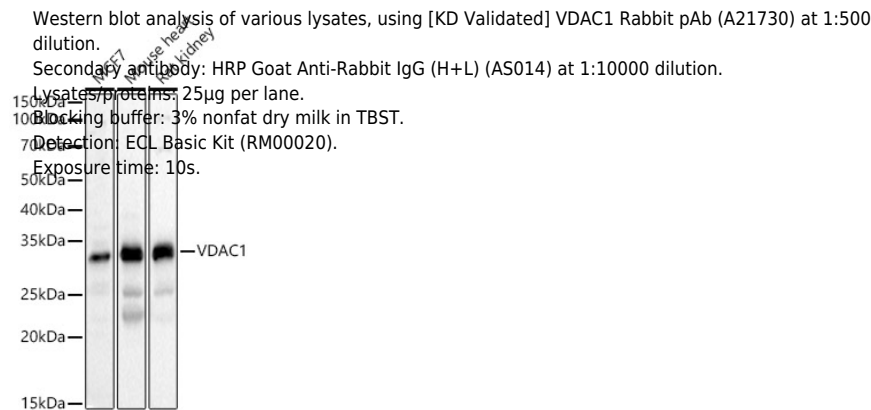 Western blot analysis of various lysates, using [KD Validated] VDAC1 Rabbit pAb (A21730) at 1:500
dilution.
Secondary antibody: HRP Goat Anti-Rabbit IgG (H+L) (AS014) at 1:10000 dilution.
Lysates/proteins: 25μg per lane.
Blocking buffer: 3% nonfat dry milk in TBST.
Detection: ECL Basic Kit (RM00020).
Exposure time: 10s.
MCF7
Mouse heart
Rat kidney
150kDa
100kDa
70kDa
50kDa
40kDa
35kDa
VDAC1
25kDa
20kDa
15kDa